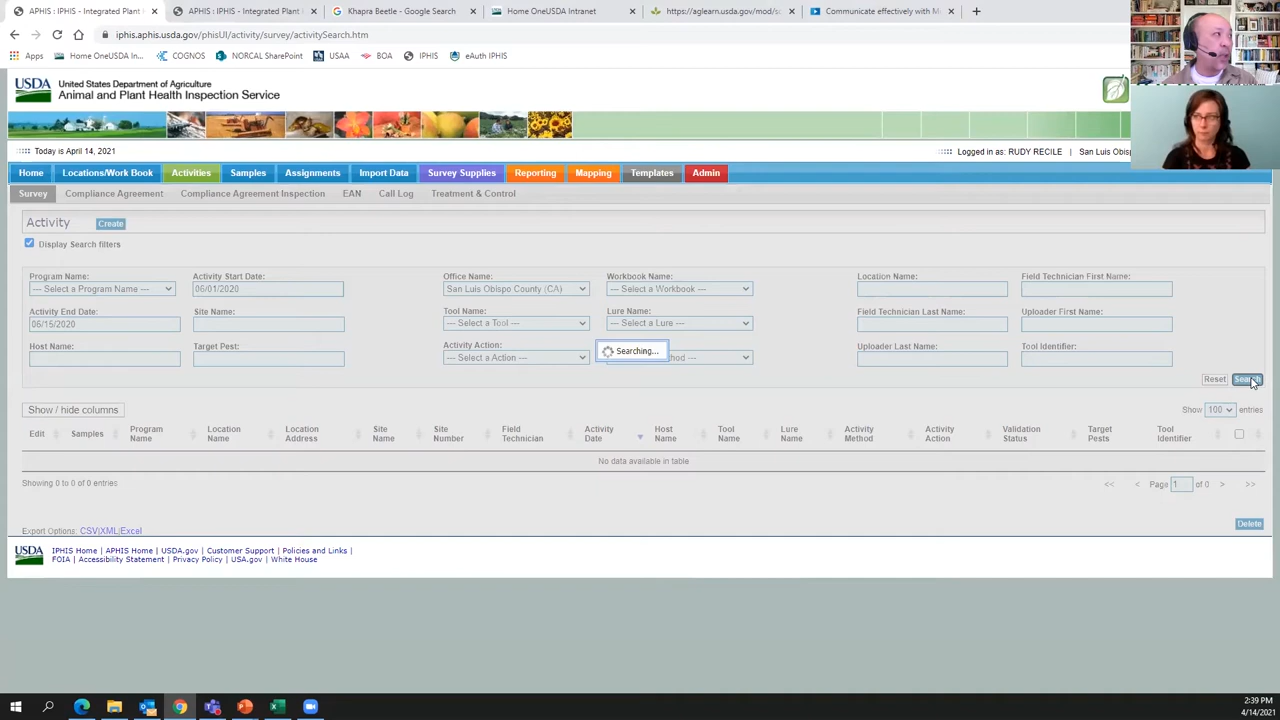 APHIS : IPHIS - Integrated Plant
APHIS : IPHIS - Integrated Plant
Khapra Beetle - Google Search
Home OneUSDA Intranet
https://aglearn.usda.gov/mod/sc
Communicate effectively with M
iphis.aphis.usda.gov/phisUI/activity/survey/activitySearch.htm
Apps
Home OneUSDA In...
COGNOS
NORCAL SharePoint
USAA
BOA
IPHIS
eAuth IPHIS
USDA
United States Department of Agriculture
Animal and Plant Health Inspection Service
Today is April 14, 2021
Logged in as: RUDY RECILE | San Luis Obisp
Home
Locations/Work Book
Activities
Samples
Assignments
Import Data
Survey Supplies
Reporting
Mapping
Templates
Admin
Survey
Compliance Agreement
Compliance Agreement Inspection
EAN
Call Log
Treatment & Control
Activity
Create
Display Search filters
Program Name:
Activity Start Date:
Office Name:
Workbook Name:
Location Name:
Field Technician First Name:
--- Select a Program Name ---
06/01/2020
San Luis Obispo County (CA)
--- Select a Workbook ---
Activity End Date:
Site Name:
Tool Name:
Lure Name:
Field Technician Last Name:
Uploader First Name:
06/15/2020
--- Select a Tool ---
--- Select a Lure ---
Host Name:
Target Pest:
Activity Action:
Uploader Last Name:
Tool Identifier:
--- Select a Action ---
Searching...
hod ---
Reset
Search
Show / hide columns
Show 100 entries
Edit
Samples
Program Name
Location Name
Location Address
Site Name
Site Number
Field Technician
Activity Date
Host Name
Tool Name
Lure Name
Activity Method
Activity Action
Validation Status
Target Pests
Tool Identifier
No data available in table
Showing 0 to 0 of 0 entries
<< < Page 1 of 0 > >>
Export Options: CSV|XML|Excel
Delete
USDA
IPHIS Home | APHIS Home | USDA.gov | Customer Support | Policies and Links |
FOIA | Accessibility Statement | Privacy Policy | USA.gov | White House
2:39 PM
4/14/2021